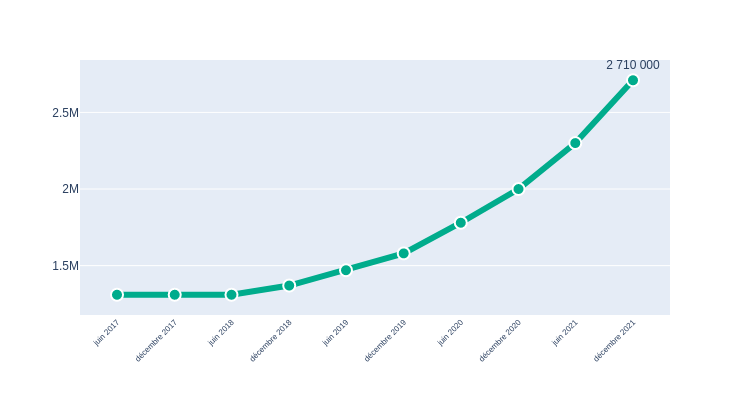 2 710 000
2.5M
2M
1.5M
juin 2017
décembre 2017
juin 2018
décembre 2018
juin 2019
décembre 2019
juin 2020
décembre 2020
juin 2021
décembre 2021